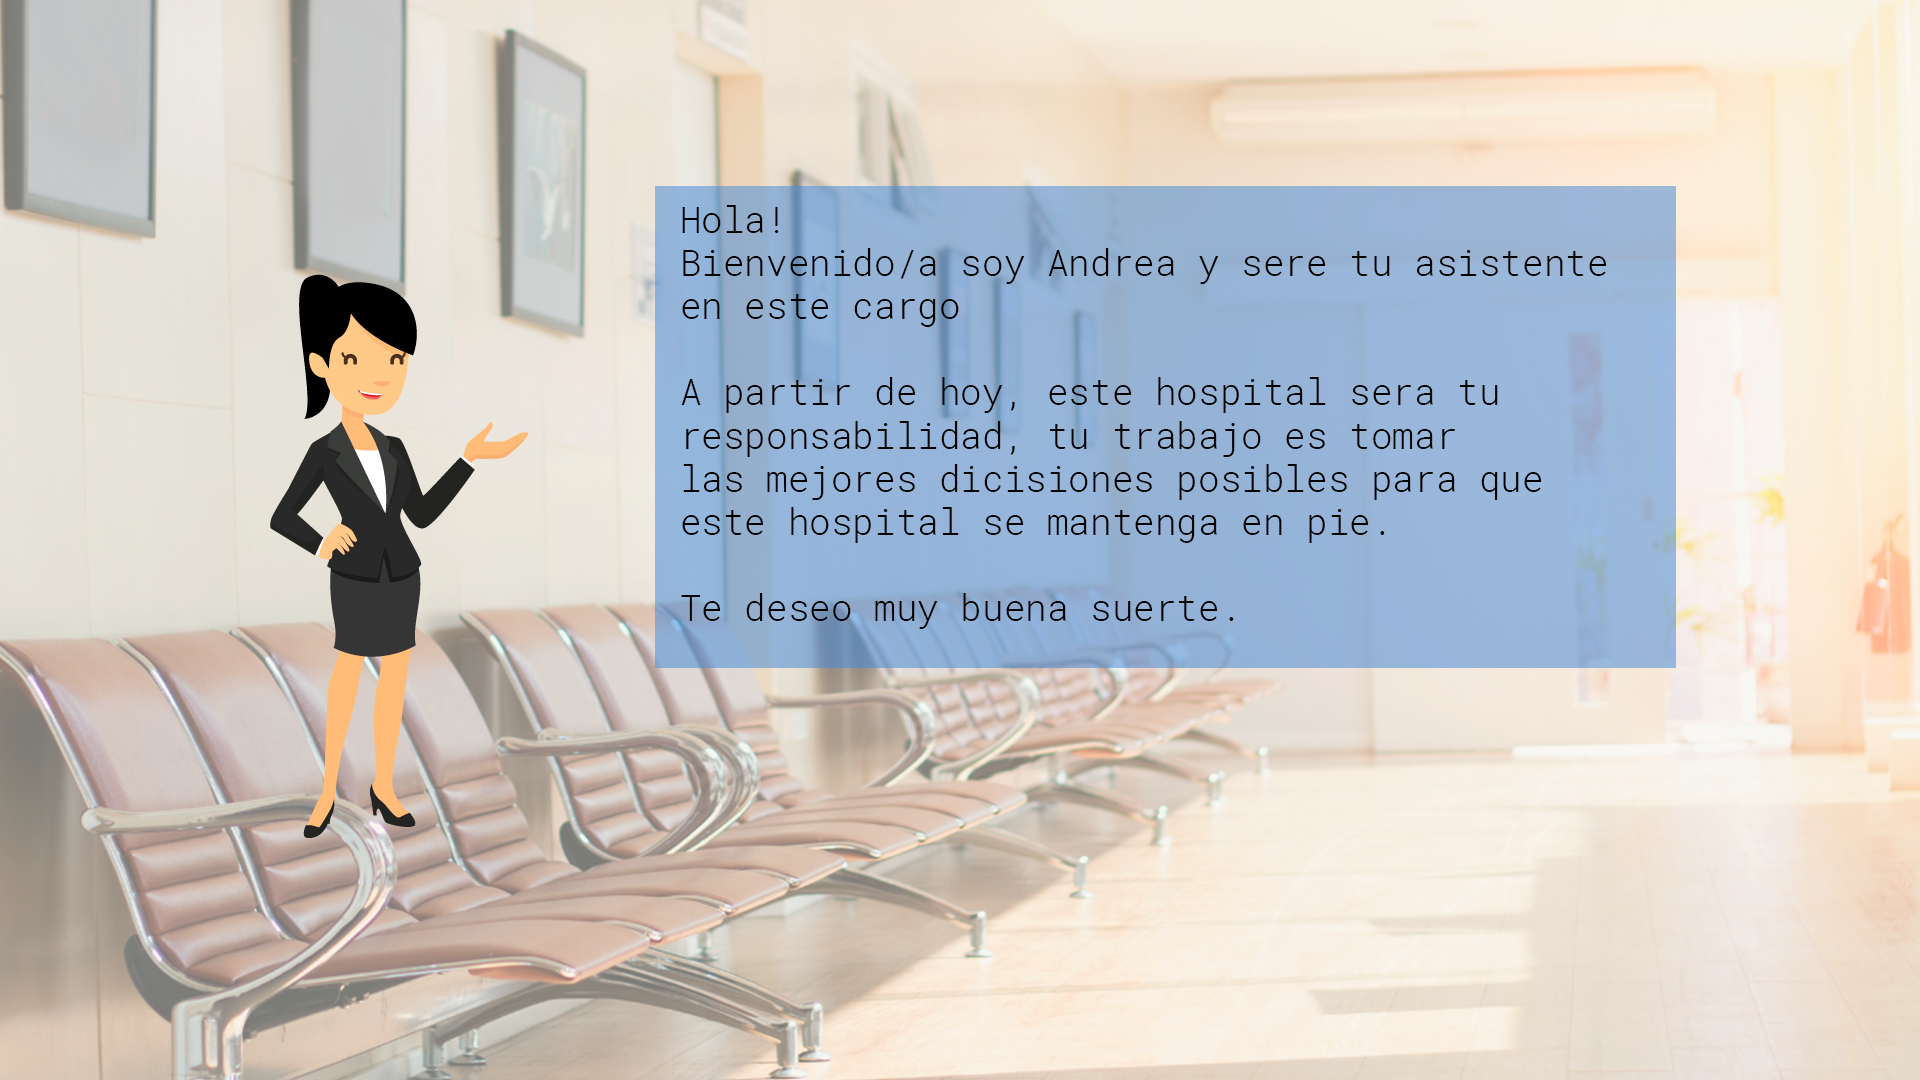 Hola!
Bienvenido/a soy Andrea y sere tu asistente
en este cargo
A partir de hoy, este hospital sera tu
responsabilidad, tu trabajo es tomar
las mejores dicisiones posibles para que
este hospital se mantenga en pie.
Te deseo muy buena suerte.